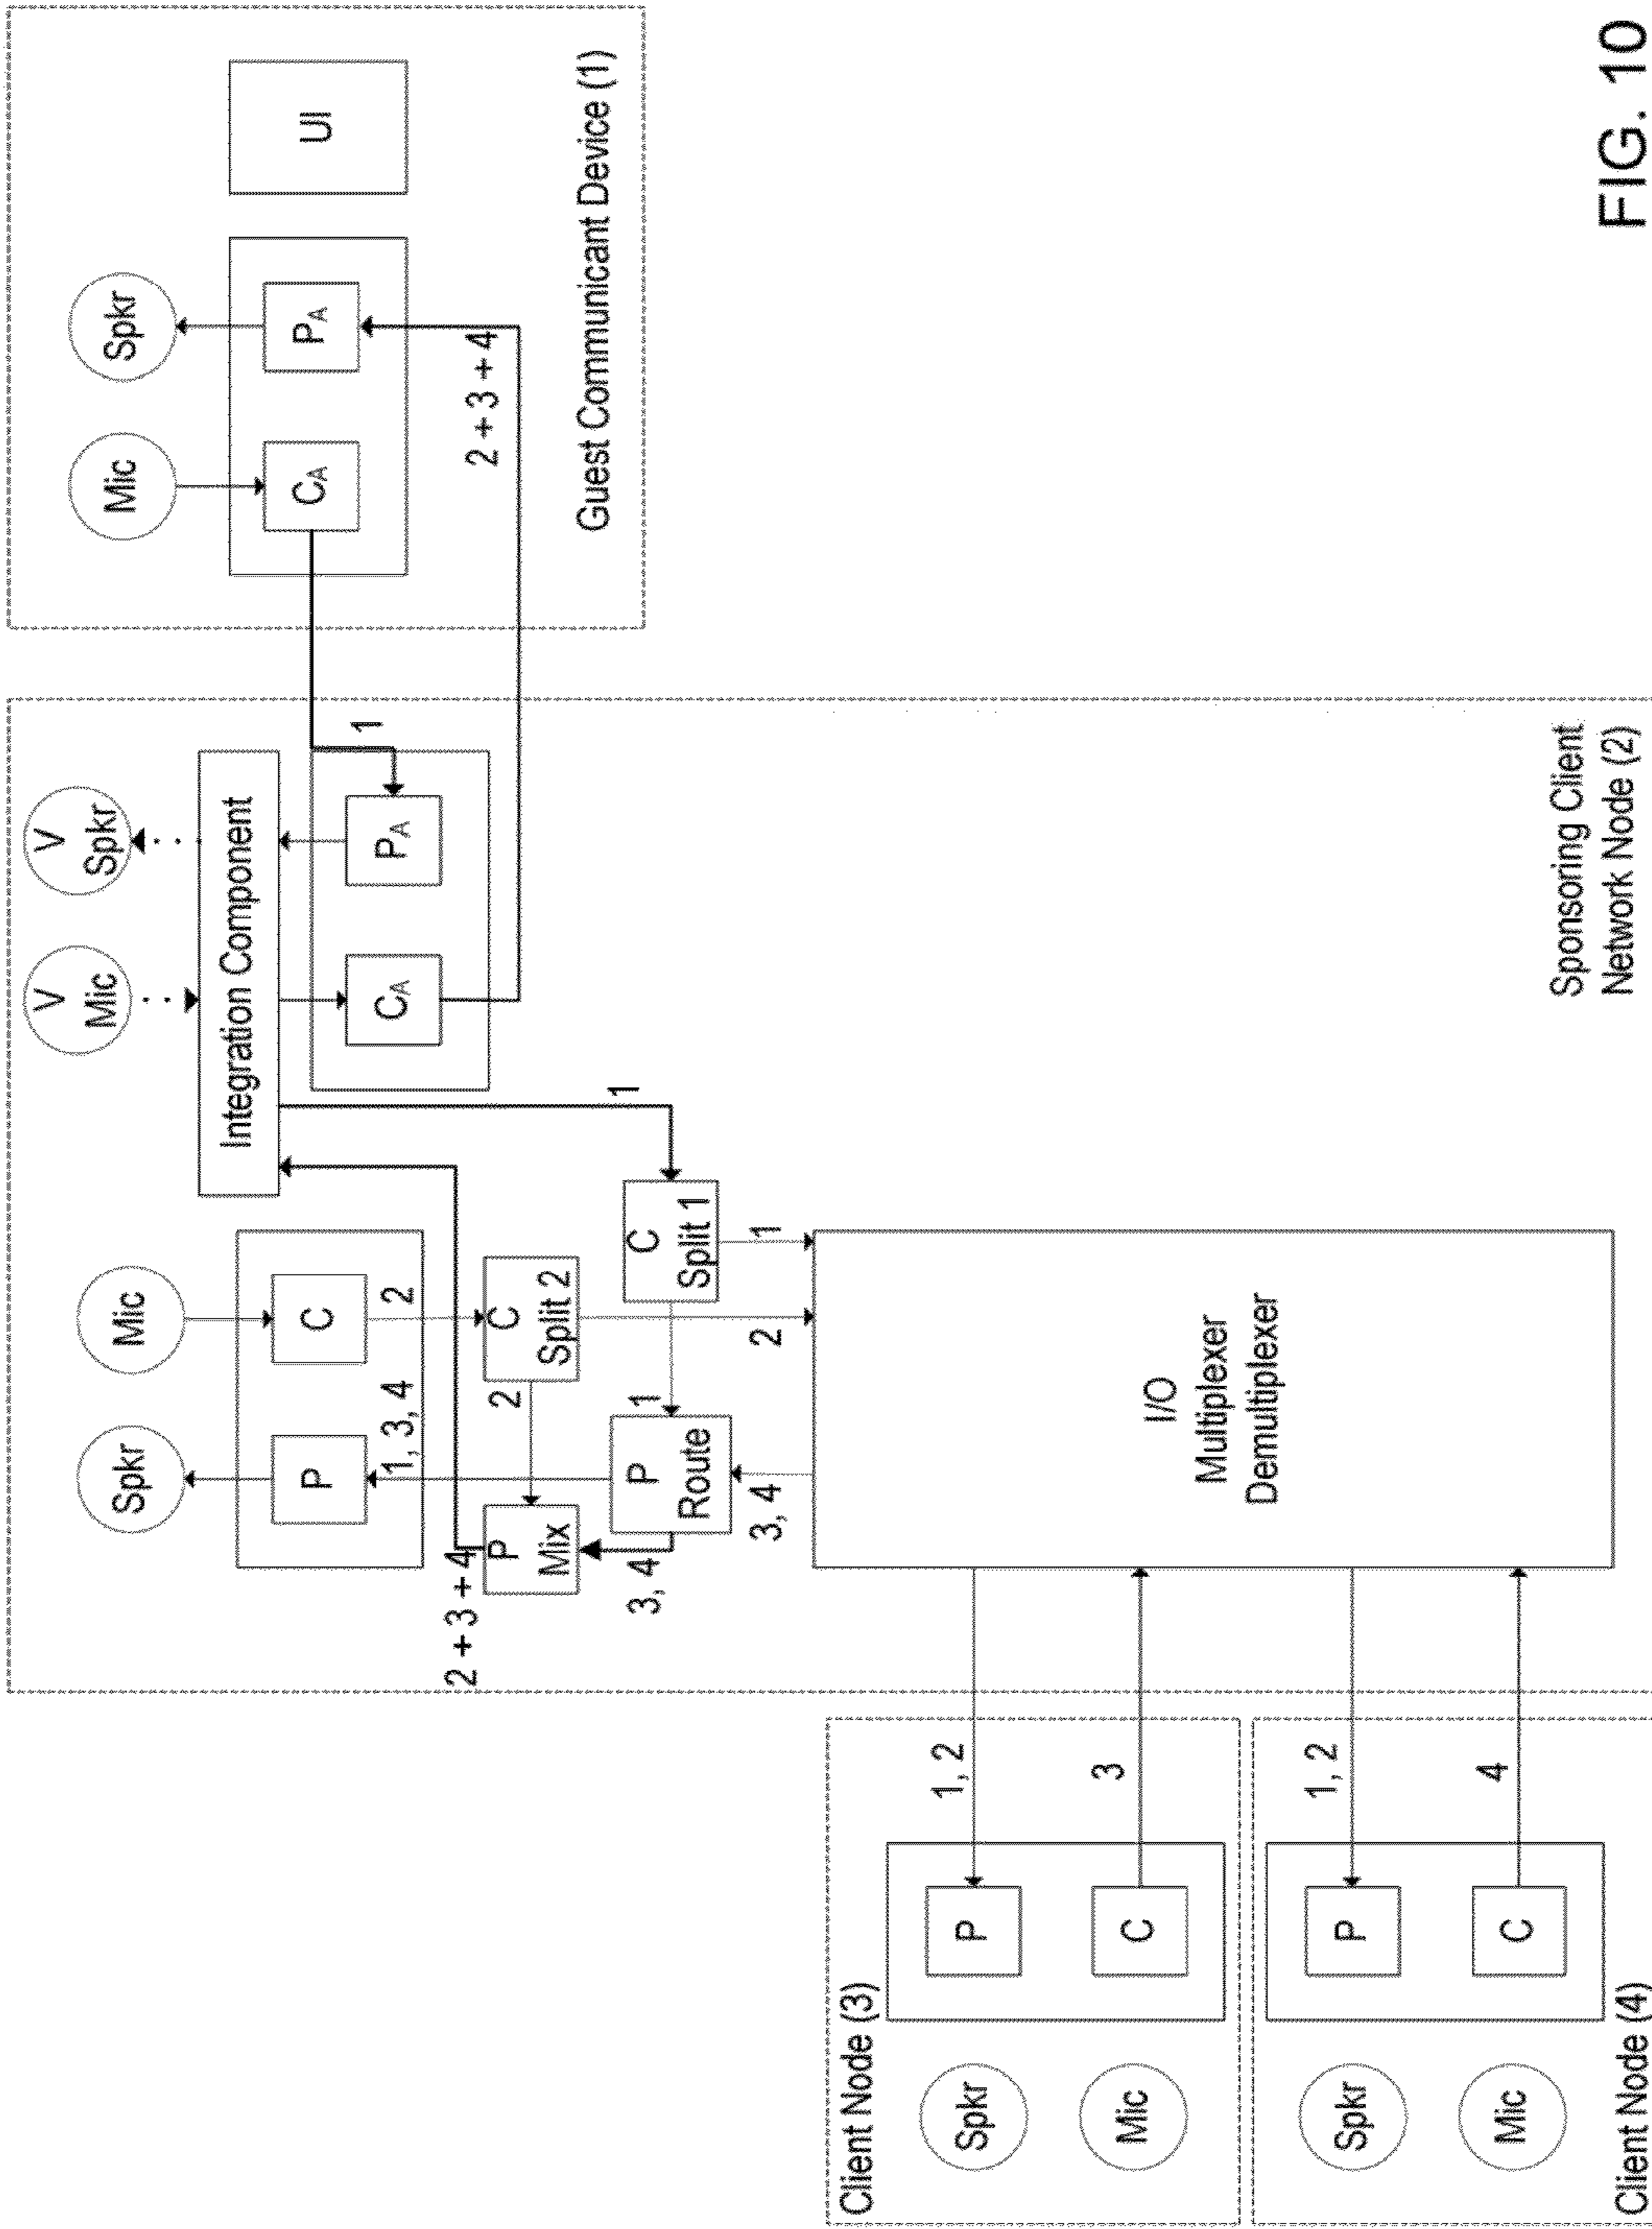 Client Node (3)
Spkr
Mic
P
C
1, 2
3
Client Node (4)
Spkr
Mic
P
C
1, 2
4
Spkr
Mic
P
C
1, 3, 4
2
2 + 3 + 4
P
Mix
2
C
Split 2
3, 4
P
Route
1
C
Split 1
3, 4
2
1
I/O
Multiplexer
Demultiplexer
V
Mic
V
Spkr
Integration Component
CA
PA
1
1
Sponsoring Client
Network Node (2)
Mic
Spkr
CA
PA
UI
2 + 3 + 4
Guest Communicant Device (1)
FIG. 10